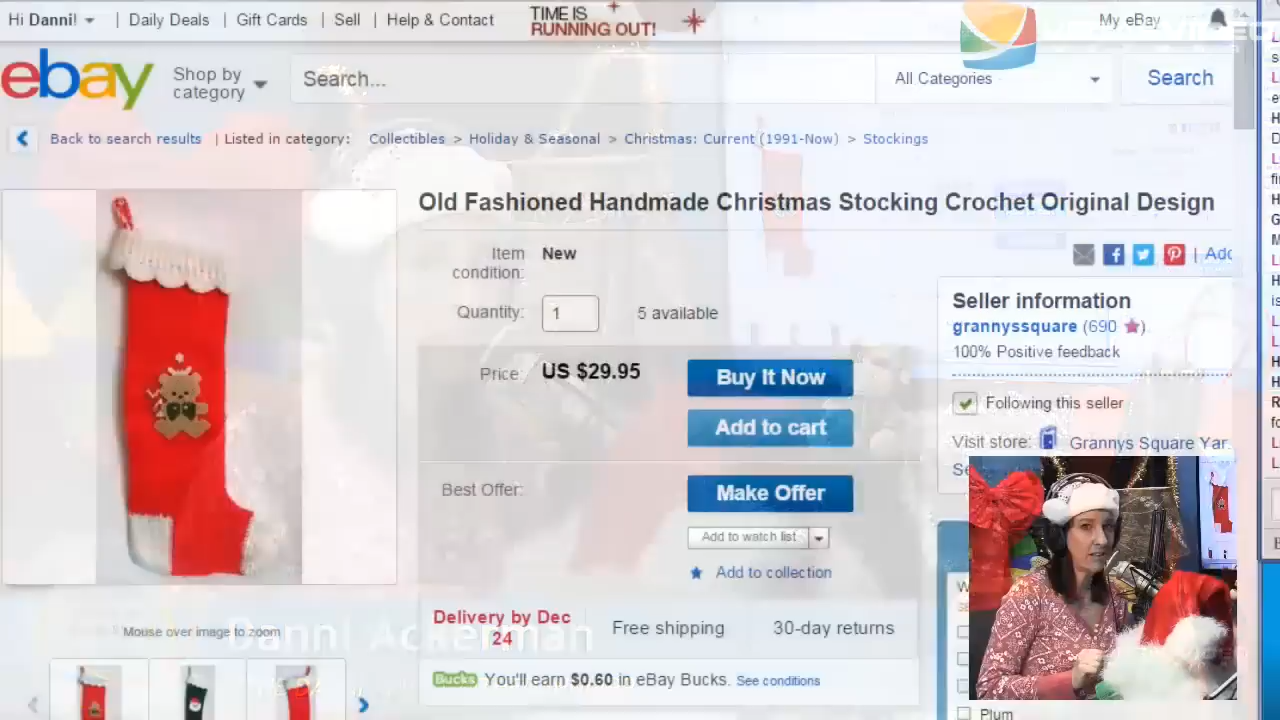 Hi Danni! | Daily Deals | Gift Cards | Sell | Help & Contact
TIME IS
RUNNING OUT!
My eBay
ebay
Shop by
category
Search...
All Categories
Search
Back to search results | Listed in category: Collectibles > Holiday & Seasonal > Christmas: Current (1991-Now) > Stockings
Old Fashioned Handmade Christmas Stocking Crochet Original Design
Item
condition:
New
Quantity:
1
5 available
Price:
US $29.95
Buy It Now
Add to cart
Best Offer:
Make Offer
Add to watch list
Add to collection
| Add
Seller information
grannyssquare (690 )
100% Positive feedback
Following this seller
Visit store: Grannys Square Yar.
Mouse over image to zoom
Danni Ackerman
Delivery by Dec
24
Free shipping
30-day returns
Bucks You'll earn $0.60 in eBay Bucks. See conditions
Plum